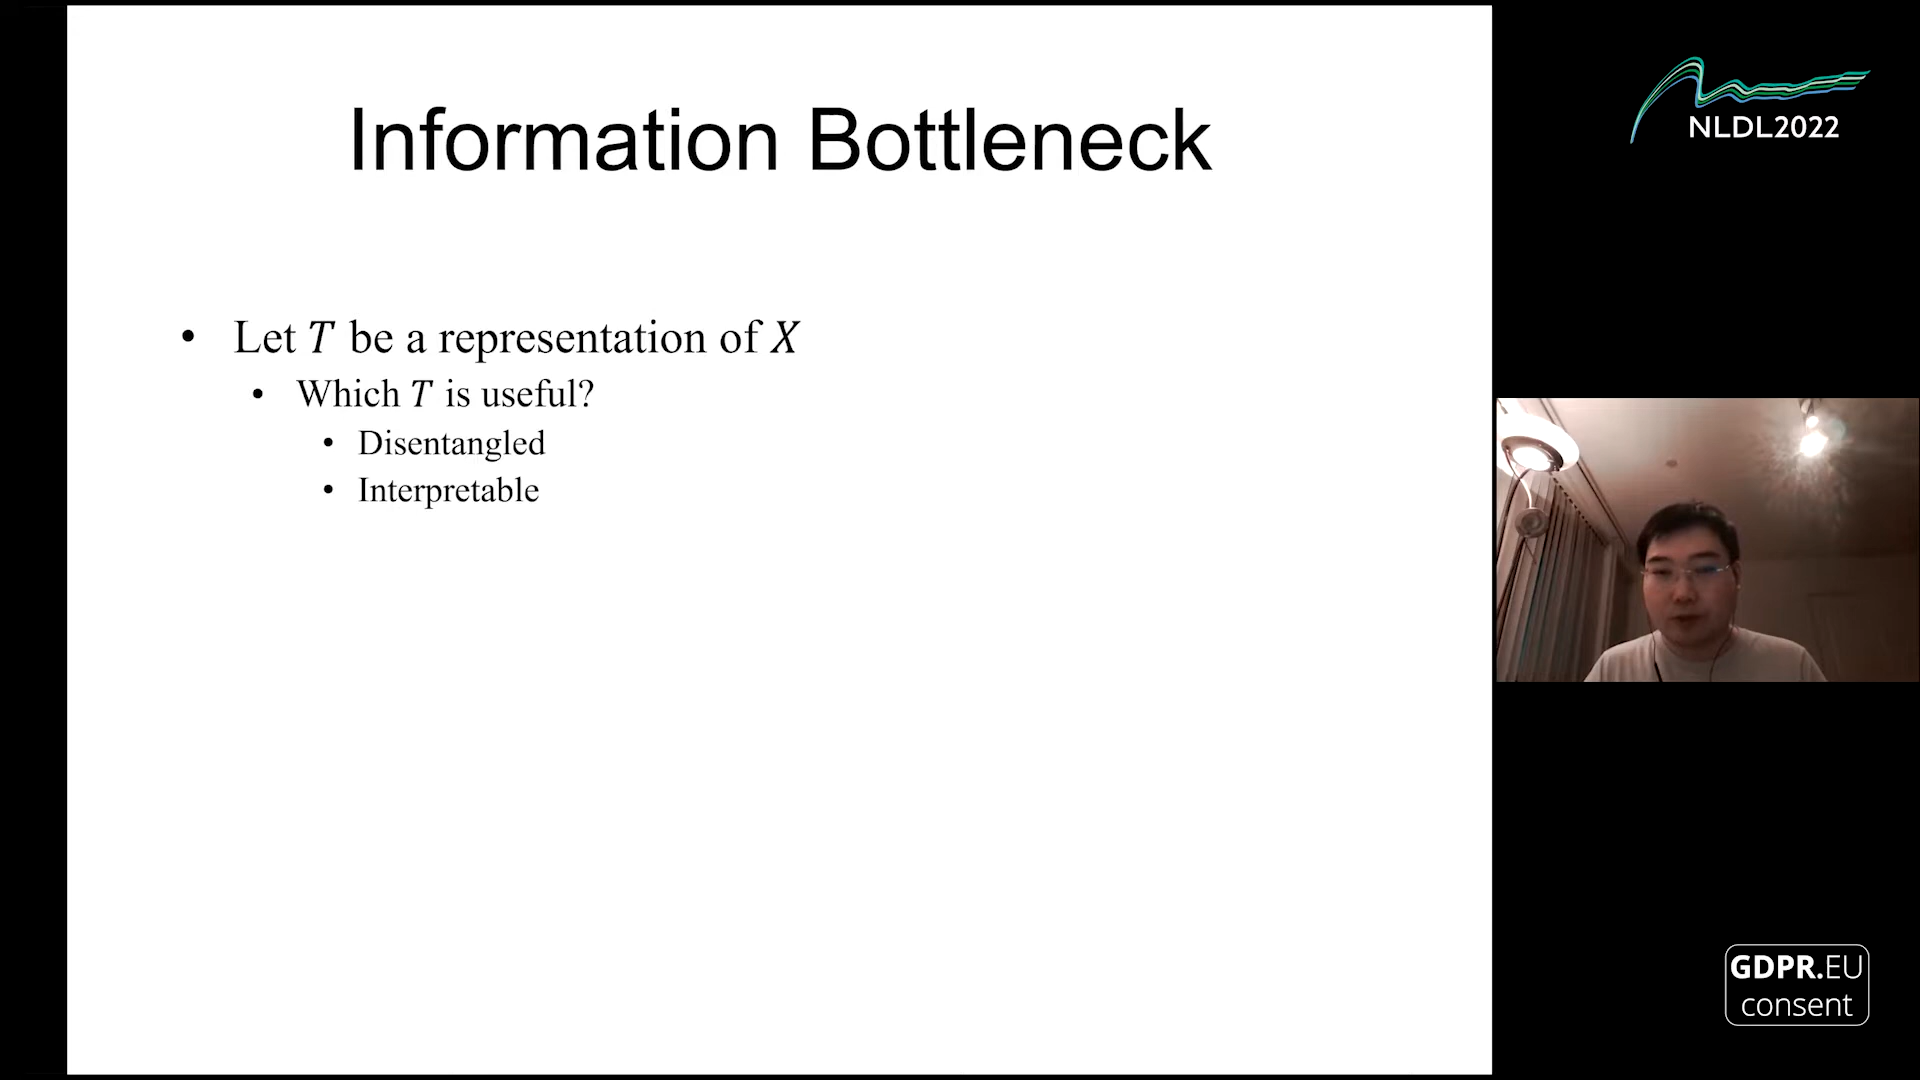 Information Bottleneck
• Let T be a representation of X
• Which T is useful?
• Disentangled
• Interpretable
NLDL2022
GDPR.EU
consent